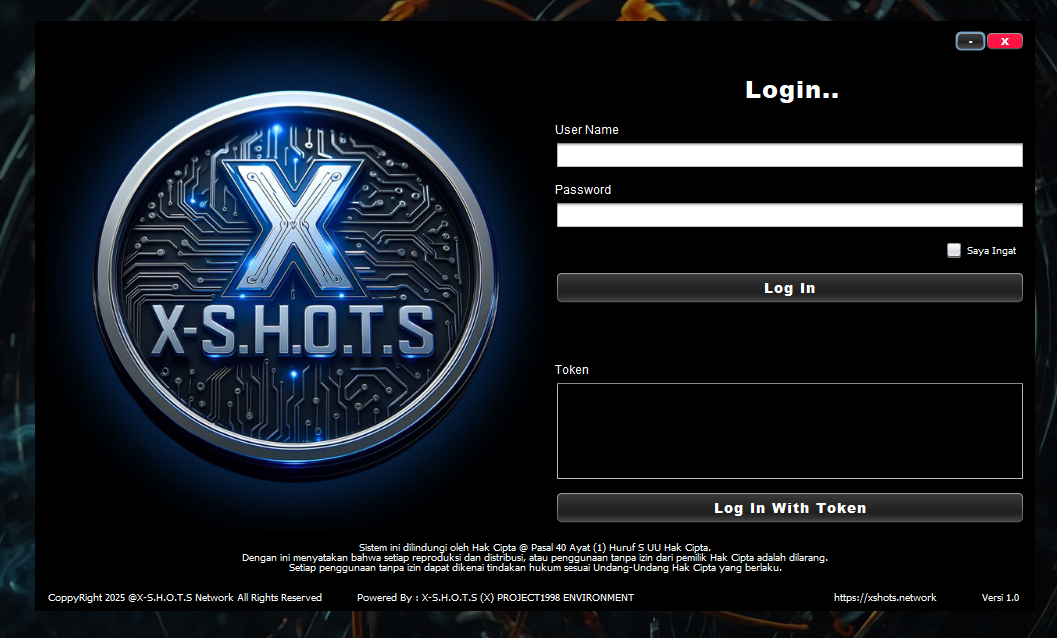 - X
Login..
User Name
Password
Saya Ingat
Log In
X
X-S.H.O.T.S
Token
Log In With Token
Sistem ini dilindungi oleh Hak Cipta @ Pasal 40 Ayat (1) Huruf S UU Hak Cipta.
Dengan ini menyatakan bahwa setiap reproduksi dan distribusi, atau penggunaan tanpa izin dari pemilik Hak Cipta adalah dilarang.
Setiap penggunaan tanpa izin dapat dikenai tindakan hukum sesuai Undang-Undang Hak Cipta yang berlaku.
CoppyRight 2025 @X-S.H.O.T.S Network All Rights Reserved Powered By : X-S.H.O.T.S (X) PROJECT1998 ENVIRONMENT https://xshots.network Versi 1.0